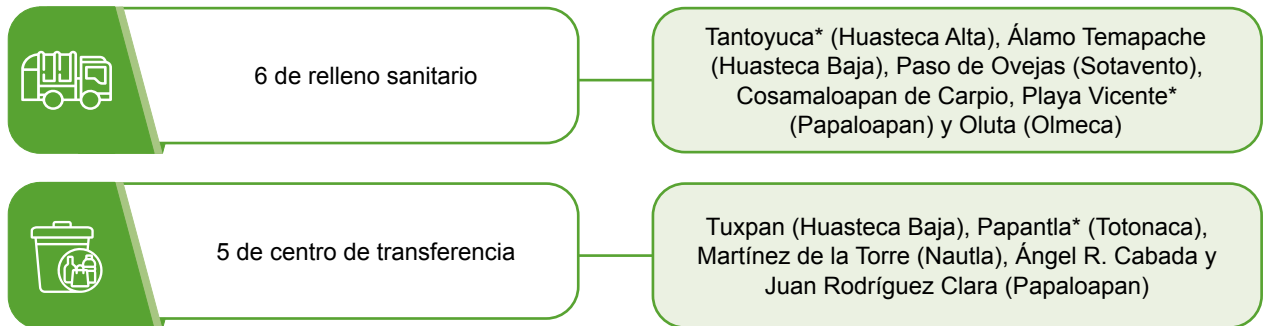 6 de relleno sanitario
Tantoyuca* (Huasteca Alta), Álamo Temapache
(Huasteca Baja), Paso de Ovejas (Sotavento),
Cosamaloapan de Carpio, Playa Vicente*
(Papaloapan) y Oluta (Olmeca)
5 de centro de transferencia
Tuxpan (Huasteca Baja), Papantla* (Totonaca),
Martínez de la Torre (Nautla), Ángel R. Cabada y
Juan Rodríguez Clara (Papaloapan)